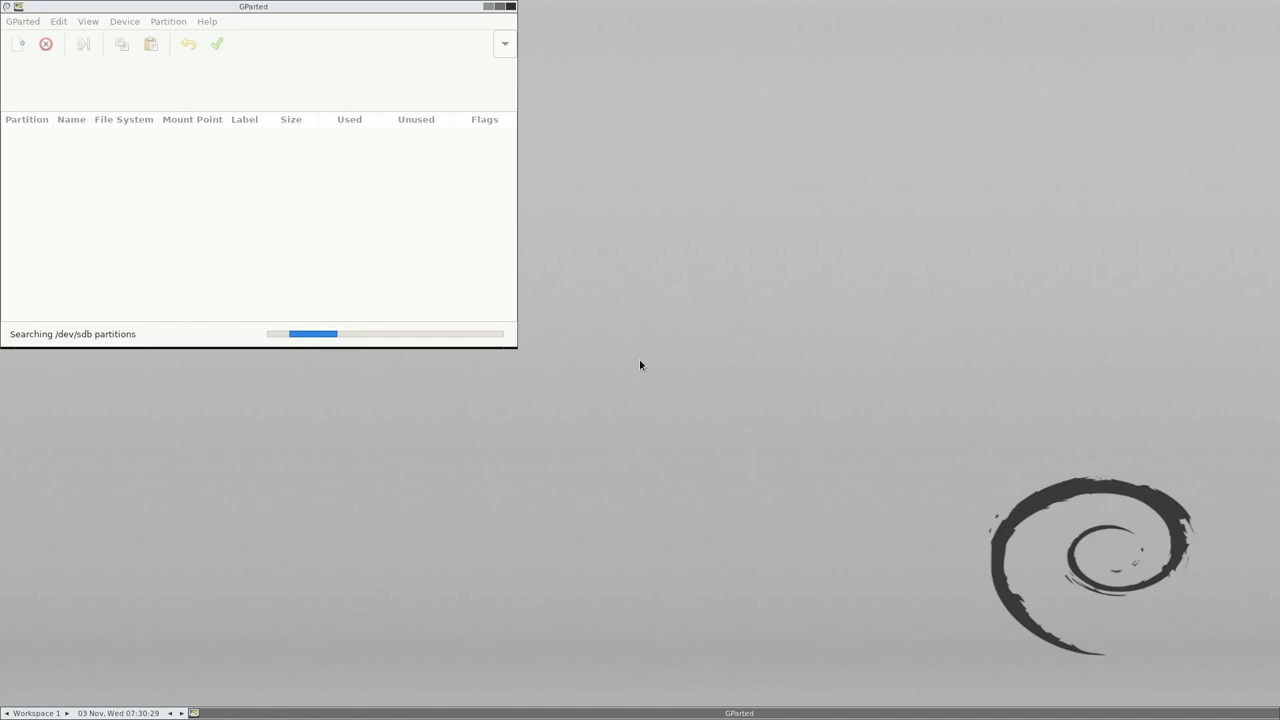 GParted
GParted Edit View Device Partition Help
Partition Name File System Mount Point Label Size Used Unused Flags
Searching /dev/sdb partitions
Workspace 1 03 Nov, Wed 07:30:29 GParted